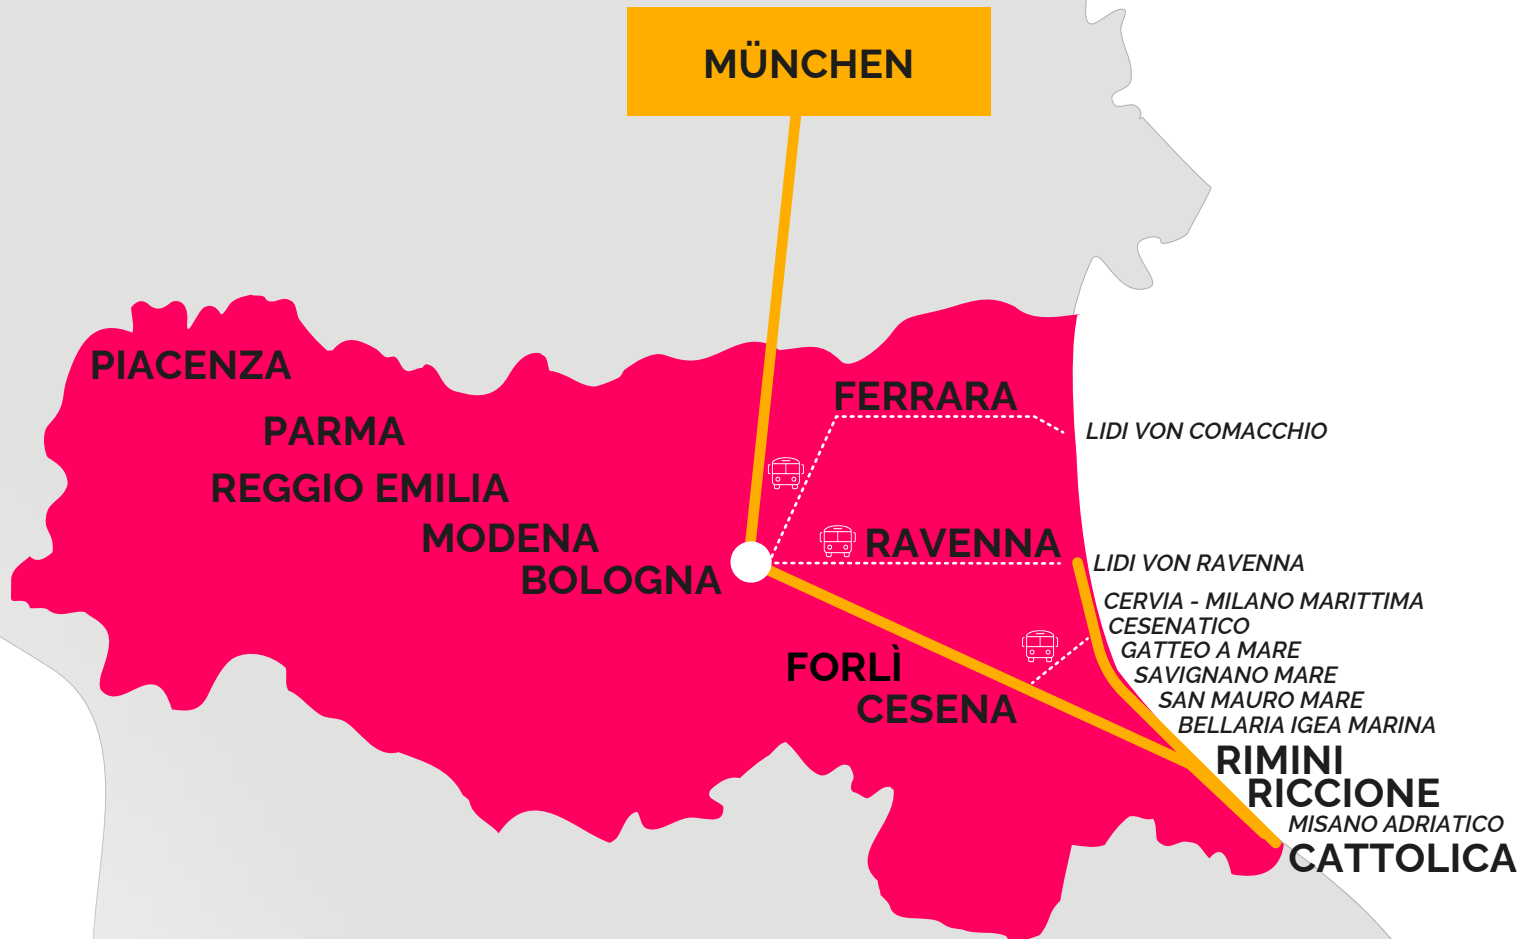 MÜNCHEN
PIACENZA
PARMA
REGGIO EMILIA
MODENA
BOLOGNA
FERRARA
LIDI VON COMACCHIO
RAVENNA
LIDI VON RAVENNA
CERVIA - MILANO MARITTIMA
CESENATICO
GATTEO A MARE
FORLÌ
SAVIGNANO MARE
SAN MAURO MARE
CESENA
BELLARIA IGEA MARINA
RIMINI
RICCIONE
MISANO ADRIATICO
CATTOLICA